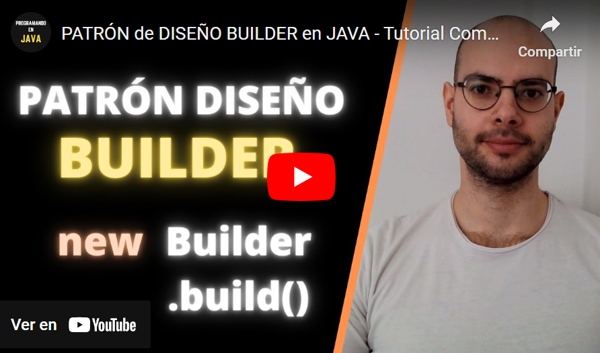 PROGRAMANDO
EN
JAVA
PATRÓN de DISEÑO BUILDER en JAVA - Tutorial Com...
Compartir
PATRÓN DISEÑO
BUILDER
new Builder
.build()
Ver en YouTube